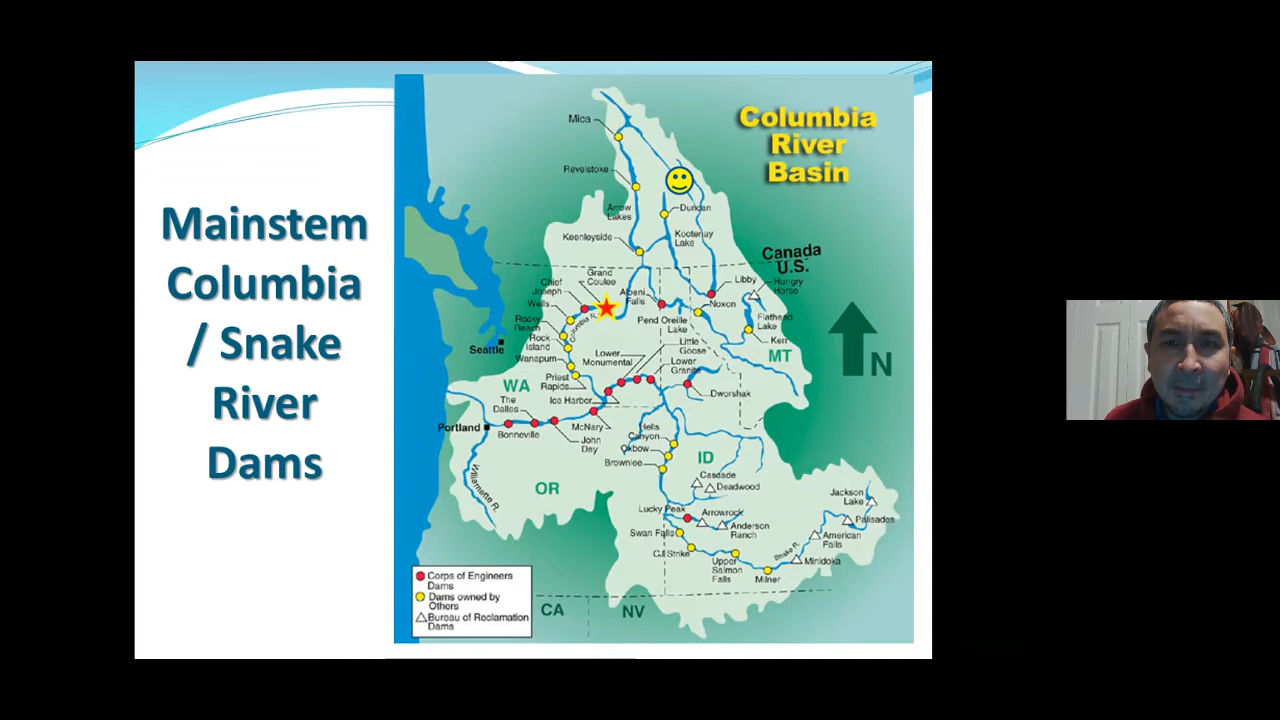 Mainstem
Columbia
/ Snake
River
Dams
Columbia
River
Basin
Mica
Revelstoke
Arrow
Lakes
Duncan
Kootenay
Lake
Keenleyside
Canada
U.S.
Grand
Coulee
Chief
Joseph
Wells
Rocky
Reach
Rock
Island
Wanapum
Priest
Rapids
Columbia R.
Albeni
Falls
Libby
Hungry
Horse
Noxon
Flathead
Lake
Kerr
Pend Oreille
Lake
MT
N
Seattle
Little
Goose
Lower
Monumental
Lower
Granite
WA
Ice Harbor
Dworshak
The
Dalles
Portland
Bonneville
McNary
John
Day
Hells
Canyon
Oxbow
Brownlee
ID
Willamette R.
OR
Cascade
Deadwood
Jackson
Lake
Palisades
Lucky Peak
Arrowrock
Anderson
Ranch
American
Falls
Swan Falls
CJ Strike
Snake R.
Minidoka
Upper
Salmon
Falls
Milner
Corps of Engineers
Dams
Dams owned by
Others
Bureau of Reclamation
Dams
CA
NV